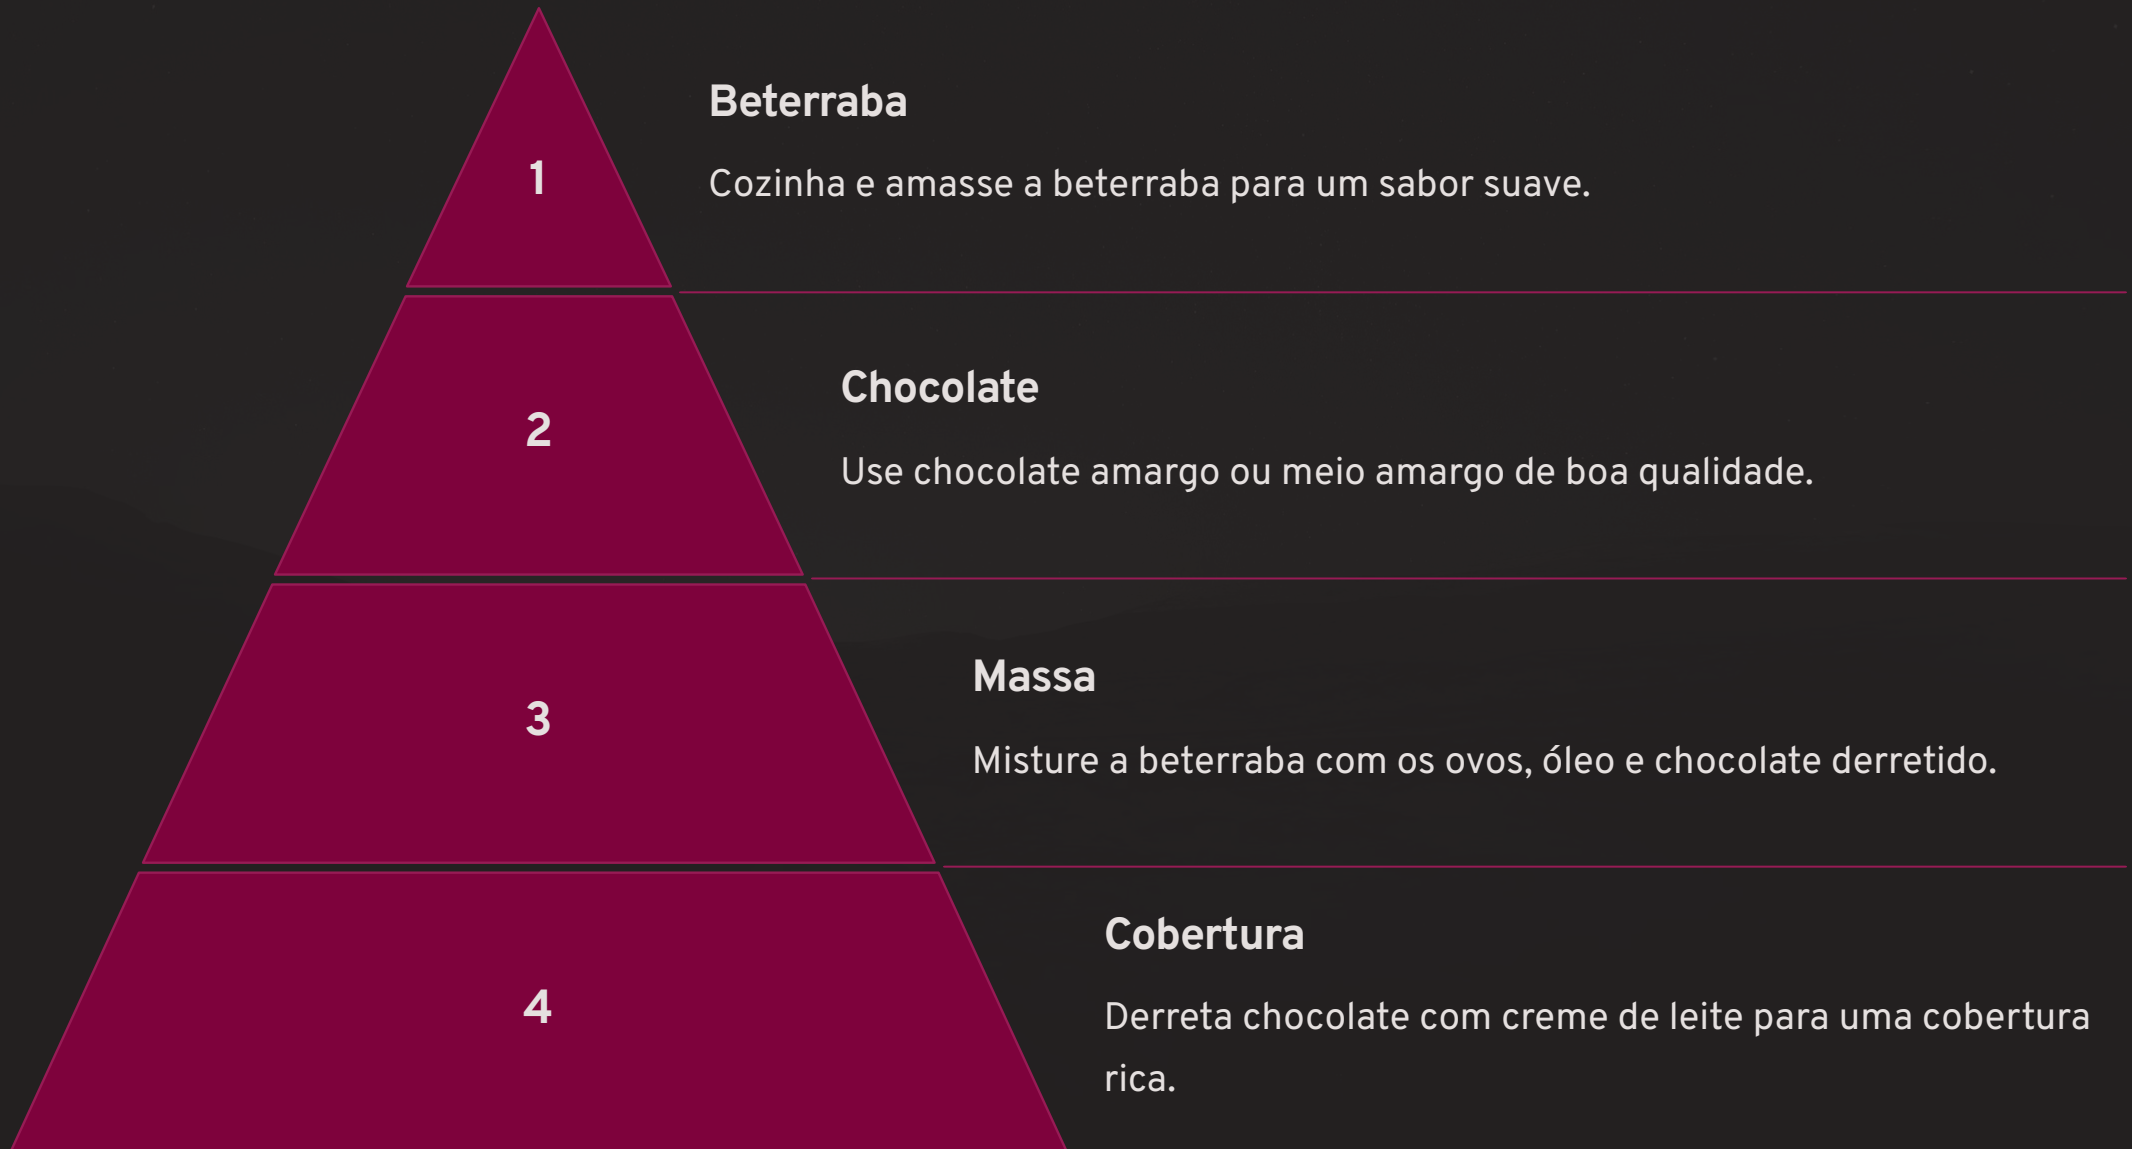 1
Beterraba
Cozinha e amasse a beterraba para um sabor suave.
2
Chocolate
Use chocolate amargo ou meio amargo de boa qualidade.
3
Massa
Misture a beterraba com os ovos, óleo e chocolate derretido.
4
Cobertura
Derreta chocolate com creme de leite para uma cobertura
rica.